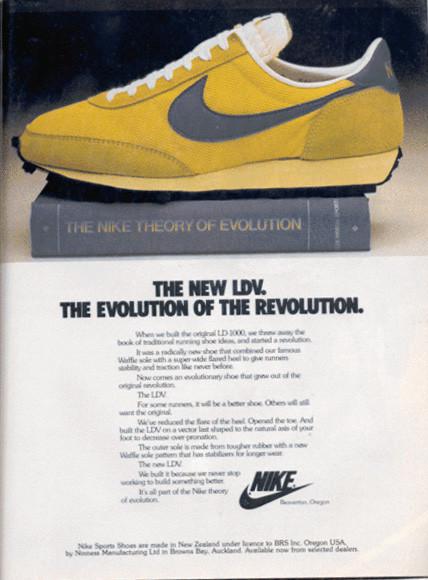 NIKE
THE NIKE THEORY OF EVOLUTION
THE NEW LDV.
THE EVOLUTION OF THE REVOLUTION.
When we built the original LD-1000, we threw away the
book of traditional running shoe ideas, and started a revolution.
It was a radically new shoe that combined our famous
Waffle sole with a super-wide flared heel to give runners
stability and traction like never before.
Now comes an evolutionary shoe that grew out of the
original revolution.
The LDV.
For some runners, it will be a better shoe. Others will still
want the original.
We've reduced the flare of the heel. Opened the toe. And
built the LDV on a vector last shaped to the natural axis of your
foot to decrease over-pronation.
The outer sole is made from tougher rubber with a new
Waffle sole pattern that has stabilizers for longer wear.
The new LDV.
We built it because we never stop
working to build something better.
It's all part of the Nike theory
of evolution.
NIKE
Beaverton, Oregon
Nike Sports Shoes are made in New Zealand under licence to BRS Inc. Oregon USA,
by Manufacturing Ltd in Browns Bay, Auckland. Available now from selected dealers.